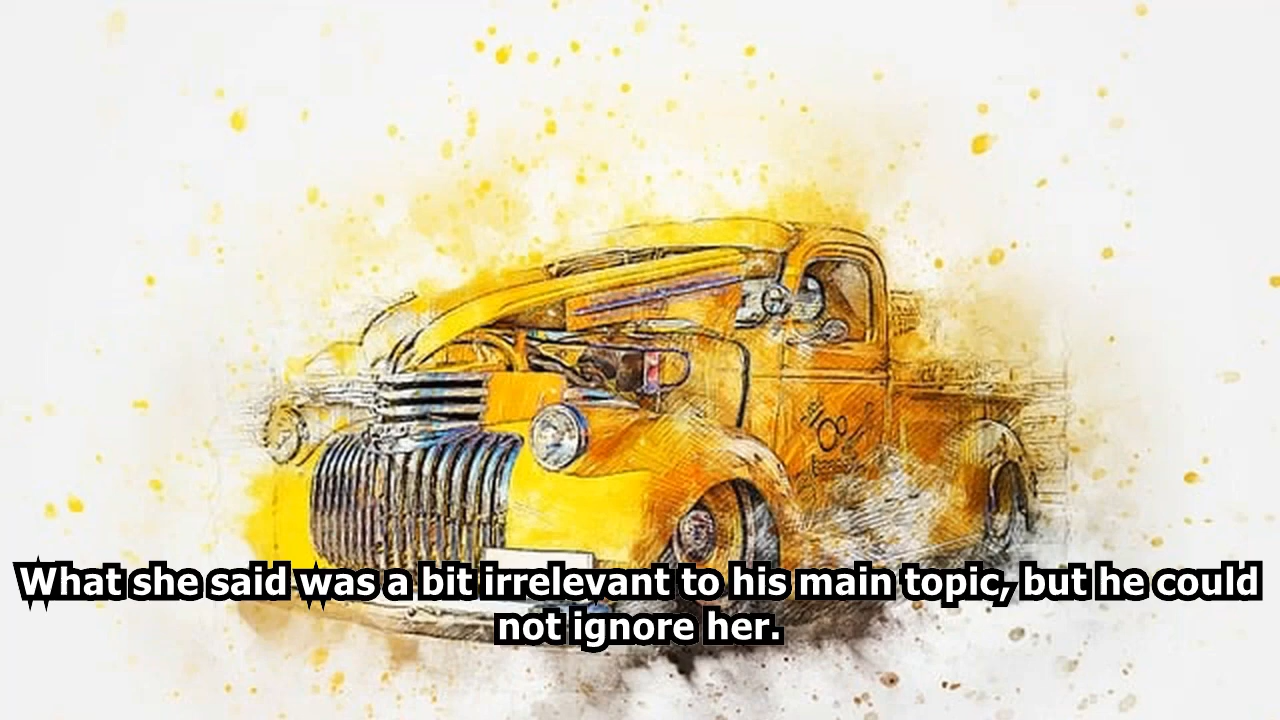 What she said was a bit irrelevant to his main topic, but he could
not ignore her.